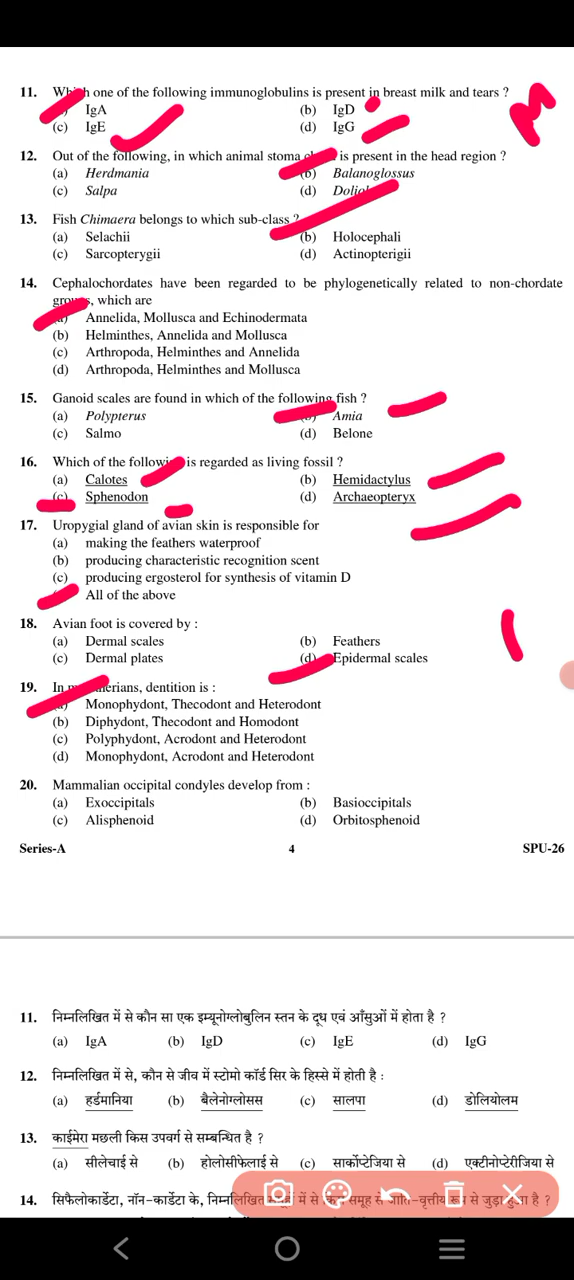 11. Which one of the following immunoglobulins is present in breast milk and tears ?
IgA (b) IgD
(c) IgE (d) IgG
12. Out of the following, in which animal stoma is present in the head region ?
(a) Herdmania (b) Balanoglossus
(c) Salpa (d)
13. Fish Chimaera belongs to which sub-class ?
(a) Selachii (b) Holocephali
(c) Sarcopterygii (d) Actinopterigii
14. Cephalochordates have been regarded to be phylogenetically related to non-chordate
groups, which are
Annelida, Mollusca and Echinodermata
(b) Helminthes, Annelida and Mollusca
(c) Arthropoda, Helminthes and Annelida
(d) Arthropoda, Helminthes and Mollusca
15. Ganoid scales are found in which of the following fish ?
(a) Polypterus Amia
(c) Salmo (d) Belone
16. Which of the following is regarded as living fossil ?
(a) Calotes (b) Hemidactylus
(c) Sphenodon (d) Archaeopteryx
17. Uropygial gland of avian skin is responsible for
(a) making the feathers waterproof
(b) producing characteristic recognition scent
(c) producing ergosterol for synthesis of vitamin D
All of the above
18. Avian foot is covered by :
(a) Dermal scales (b) Feathers
(c) Dermal plates (d) Epidermal scales
19. In dentition is :
Monophydont, Thecodont and Heterodont
(b) Diphydont, Thecodont and Homodont
(c) Polyphydont, Acrodont and Heterodont
(d) Monophydont, Acrodont and Heterodont
20. Mammalian occipital condyles develop from :
(a) Exoccipitals (b) Basioccipitals
(c) Alisphenoid (d) Orbitosphenoid
Series-A 4 SPU-26
11. निम्नलिखित में से कौन सा एक इम्यूनोग्लोबुलिन स्तन के दूध एवं आँसुओं में होता है ?
(a) IgA (b) IgD (c) IgE (d) IgG
12. निम्नलिखित में से, कौन से जीव में स्टोमो कॉर्ड सिर के हिस्से में होती है :
(a) हर्डमानिया (b) बैलेनोग्लोसस (c) सालपा (d) डोलियोलम
13. काईमेरा मछली किस उपवर्ग से सम्बन्धित है ?
(a) सीलेचाई से (b) होलोसीफेलाई से (c) सार्कोप्टेजिया से (d) एक्टीनोप्टेरीजिया से
14. सिफैलोकार्डेटा, नॉन-कार्डेटा के, निम्नलिखित में से समूह से जाति-वृत्तीय रूप से जुड़ा हुआ है ?